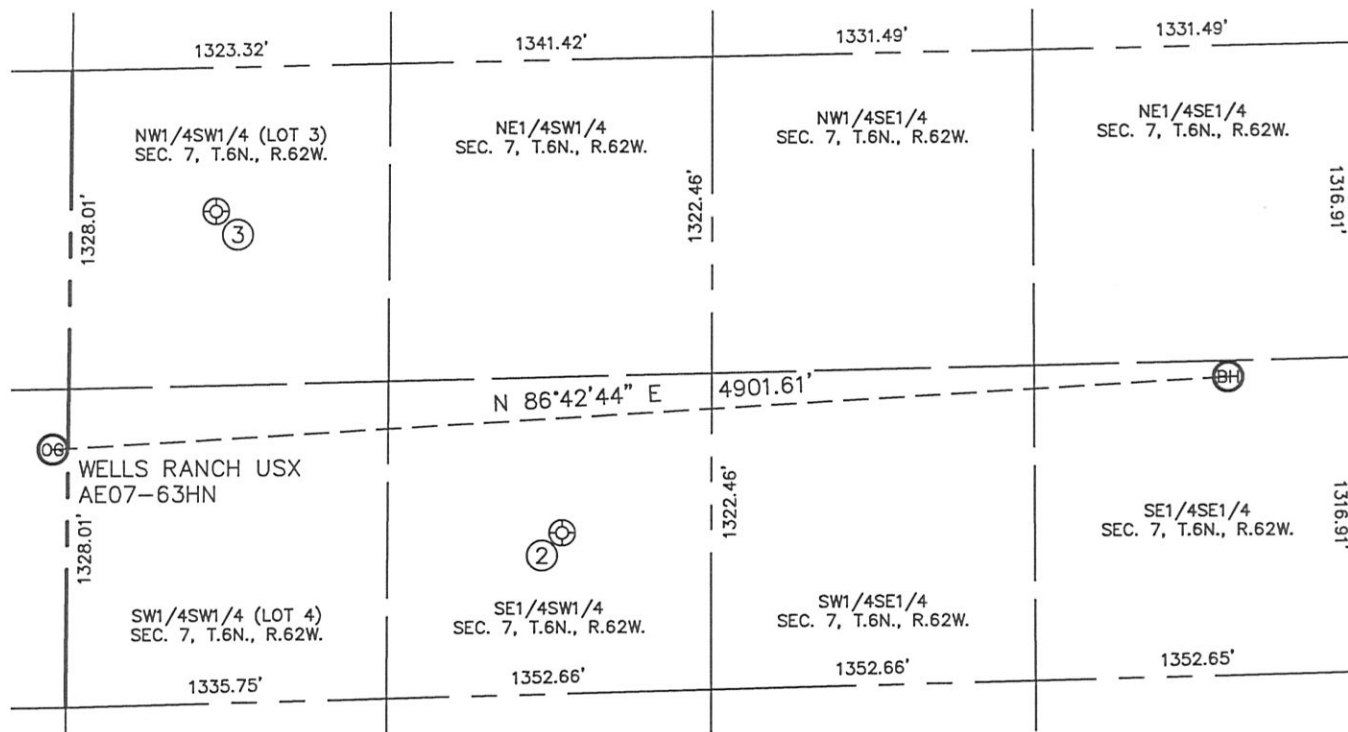 1323.32'
1341.42'
1331.49'
1331.49'
NW1/4SW1/4 (LOT 3)
SEC. 7, T.6N., R.62W.
NE1/4SW1/4
SEC. 7, T.6N., R.62W.
NW1/4SE1/4
SEC. 7, T.6N., R.62W.
NE1/4SE1/4
SEC. 7, T.6N., R.62W.
1328.01'
3
1322.46'
1316.91'
N 86°42'44" E 4901.61'
BH
OG
WELLS RANCH USX
AE07-63HN
1328.01'
2
1322.46'
1316.91'
SE1/4SE1/4
SEC. 7, T.6N., R.62W.
SW1/4SW1/4 (LOT 4)
SEC. 7, T.6N., R.62W.
SE1/4SW1/4
SEC. 7, T.6N., R.62W.
SW1/4SE1/4
SEC. 7, T.6N., R.62W.
1335.75'
1352.66'
1352.66'
1352.65'